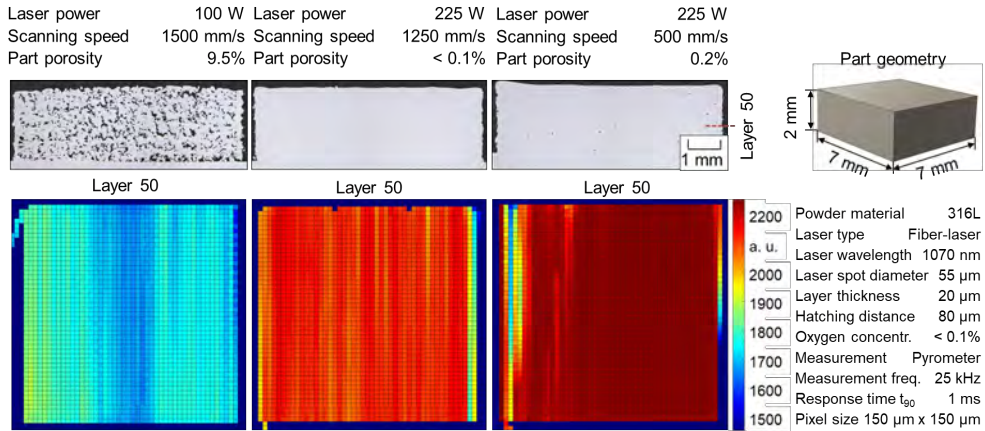 Laser power 100 W
Scanning speed 1500 mm/s
Part porosity 9.5%
Laser power 225 W
Scanning speed 1250 mm/s
Part porosity < 0.1%
Laser power 225 W
Scanning speed 500 mm/s
Part porosity 0.2%
1 mm
Layer 50
Part geometry
2 mm
7 mm
7 mm
Layer 50
Layer 50
Layer 50
2200
a. u.
2000
1900
1800
1700
1600
1500
Powder material 316L
Laser type Fiber-laser
Laser wavelength 1070 nm
Laser spot diameter 55 µm
Layer thickness 20 µm
Hatching distance 80 µm
Oxygen concentr. < 0.1%
Measurement Pyrometer
Measurement freq. 25 kHz
Response time t₉₀ 1 ms
Pixel size 150 µm x 150 µm